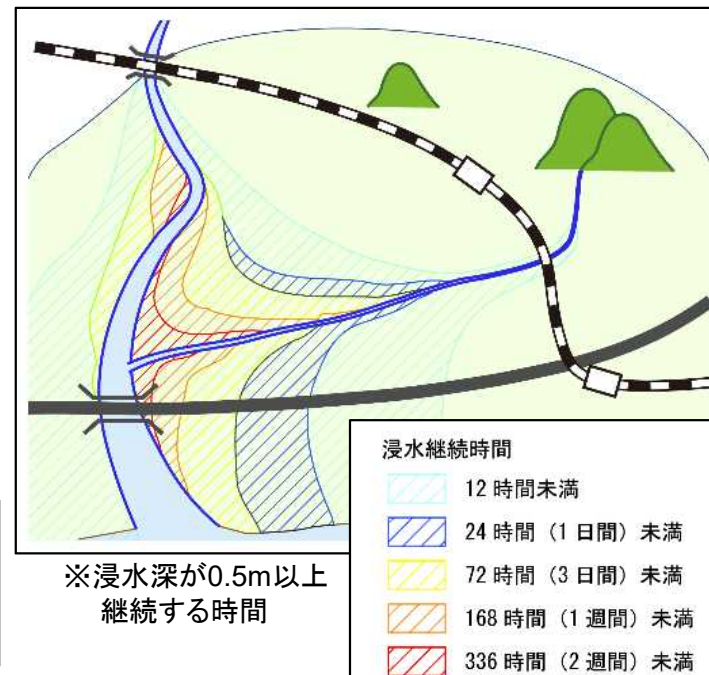 ※浸水深が0.5m以上
継続する時間
浸水継続時間
12 時間未満
24 時間（1 日間）未満
72 時間（3 日間）未満
168 時間（1 週間）未満
336 時間（2 週間）未満